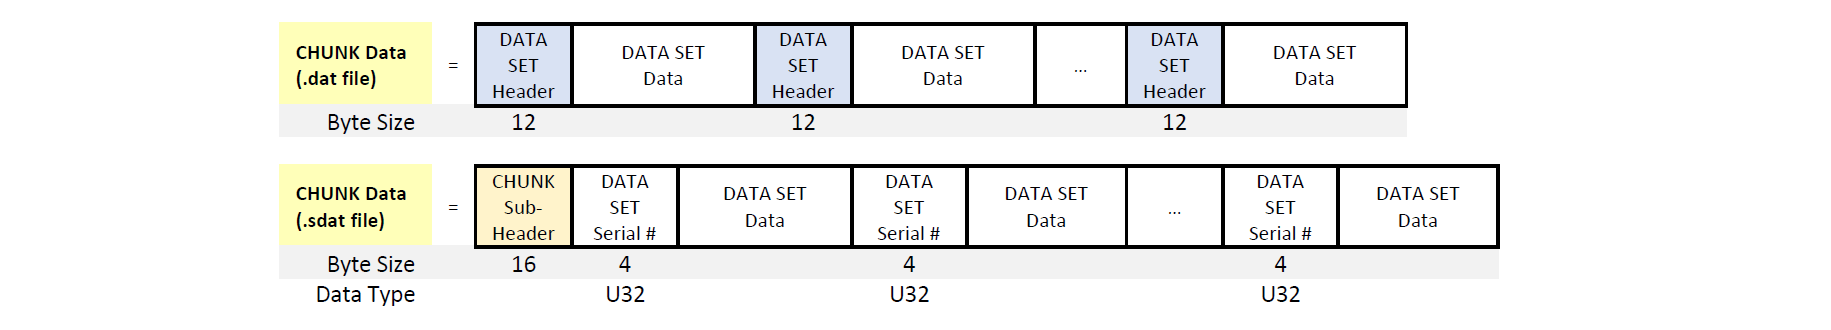 CHUNK Data
(.dat file)
=
DATA
SET
Header
DATA SET
Data
DATA
SET
Header
DATA SET
Data
...
DATA
SET
Header
DATA SET
Data
Byte Size 12 12 12
CHUNK Data
(.sdat file)
=
CHUNK
Sub-
Header
DATA
SET
Serial #
DATA SET
Data
DATA
SET
Serial #
DATA SET
Data
...
DATA
SET
Serial #
DATA SET
Data
Byte Size 16 4 4 4
Data Type U32 U32 U32